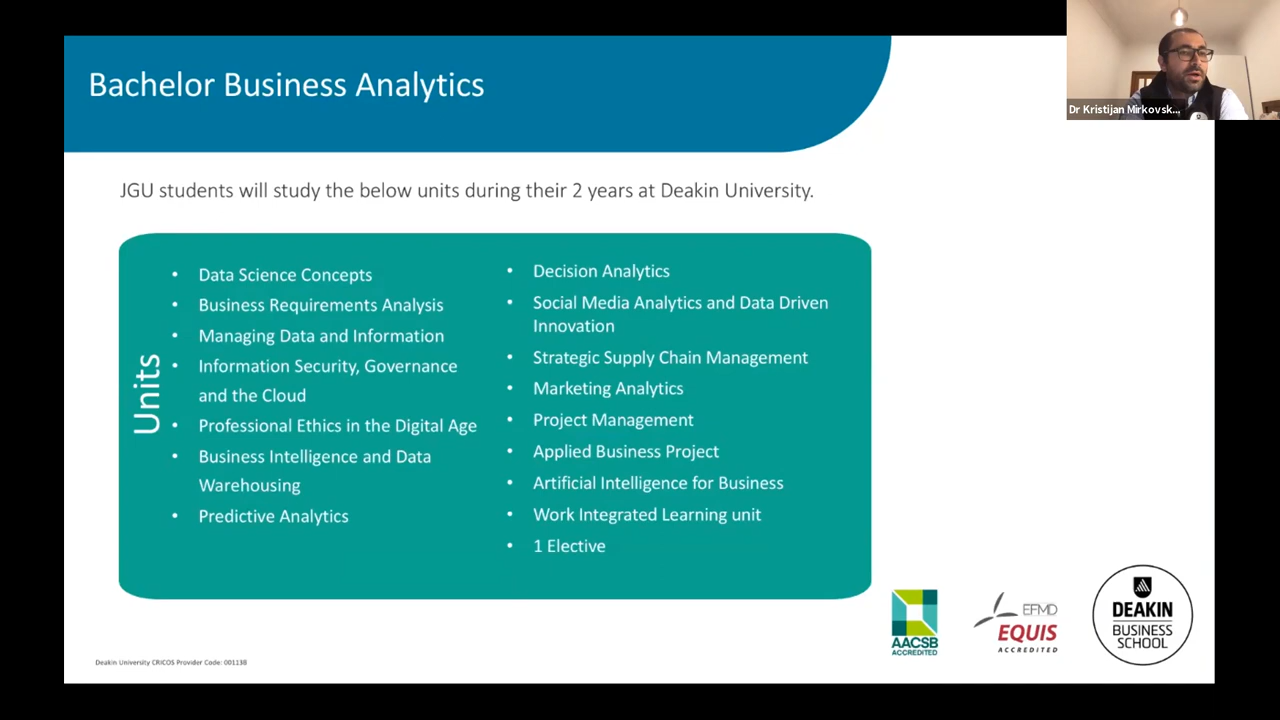 Bachelor Business Analytics
Dr Kristijan Mirkovsk...
JGU students will study the below units during their 2 years at Deakin University.
Units
• Data Science Concepts
• Business Requirements Analysis
• Managing Data and Information
• Information Security, Governance
and the Cloud
• Professional Ethics in the Digital Age
• Business Intelligence and Data
Warehousing
• Predictive Analytics
• Decision Analytics
• Social Media Analytics and Data Driven
Innovation
• Strategic Supply Chain Management
• Marketing Analytics
• Project Management
• Applied Business Project
• Artificial Intelligence for Business
• Work Integrated Learning unit
• 1 Elective
AACSB
ACCREDITED
EFMD
EQUIS
ACCREDITED
DEAKIN
BUSINESS
SCHOOL
Deakin University CRICOS Provider Code: 00113B